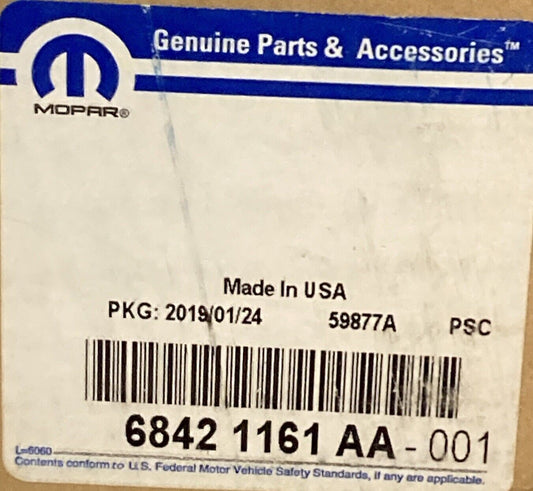 Genuine Parts & Accessories™
MOPAR®
Made In USA
PKG: 2019/01/24 59877A PSC
6842 1161 AA - 001
L=6060
Contents conform to U.S. Federal Motor Vehicle Safety Standards, if any are applicable.